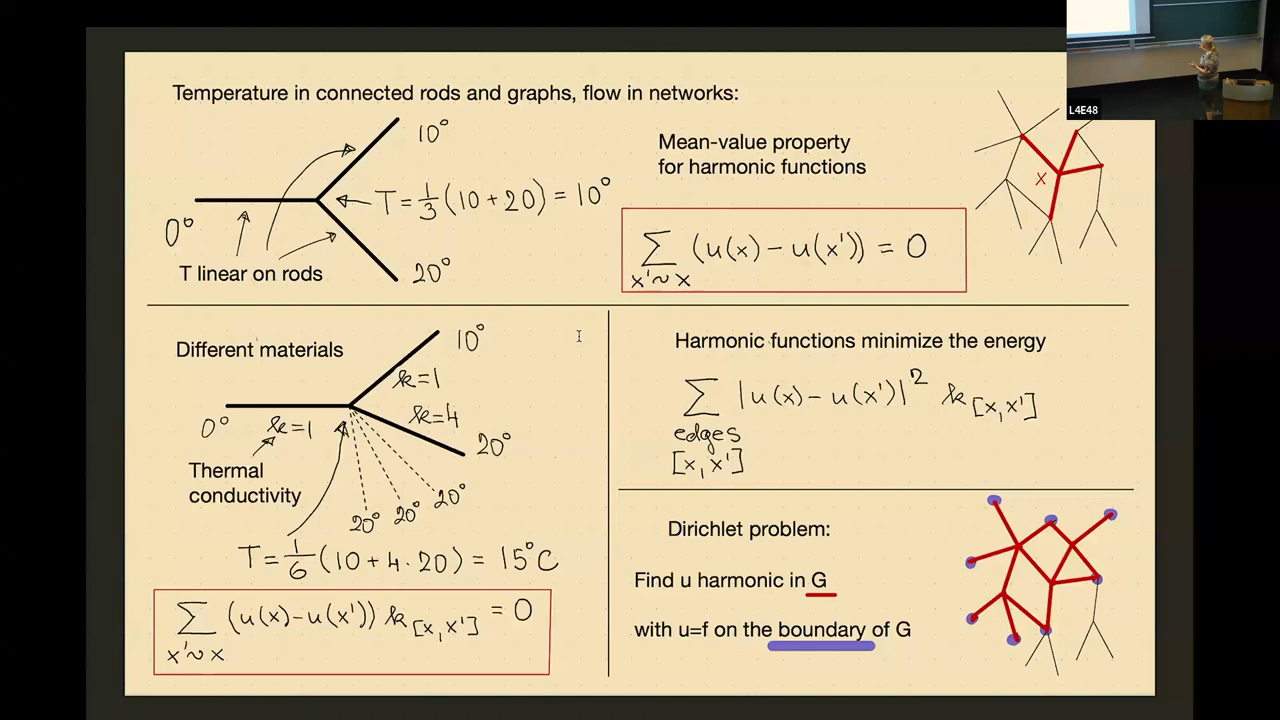 Temperature in connected rods and graphs, flow in networks:
10°
T = 1/3 (10 + 20) = 10°
0°
T linear on rods
20°
Mean-value property
for harmonic functions
x
∑ (u(x) - u(x')) = 0
x'~x
L4E48
Different materials
10°
k=1
k=4
0°
k=1
20°
Thermal
conductivity
20° 20° 20°
T = 1/6 (10 + 4·20) = 15°C
∑ (u(x) - u(x')) k[x,x'] = 0
x'~x
Harmonic functions minimize the energy
∑ |u(x) - u(x')|² k[x,x']
edges
[x,x']
Dirichlet problem:
Find u harmonic in G
with u=f on the boundary of G